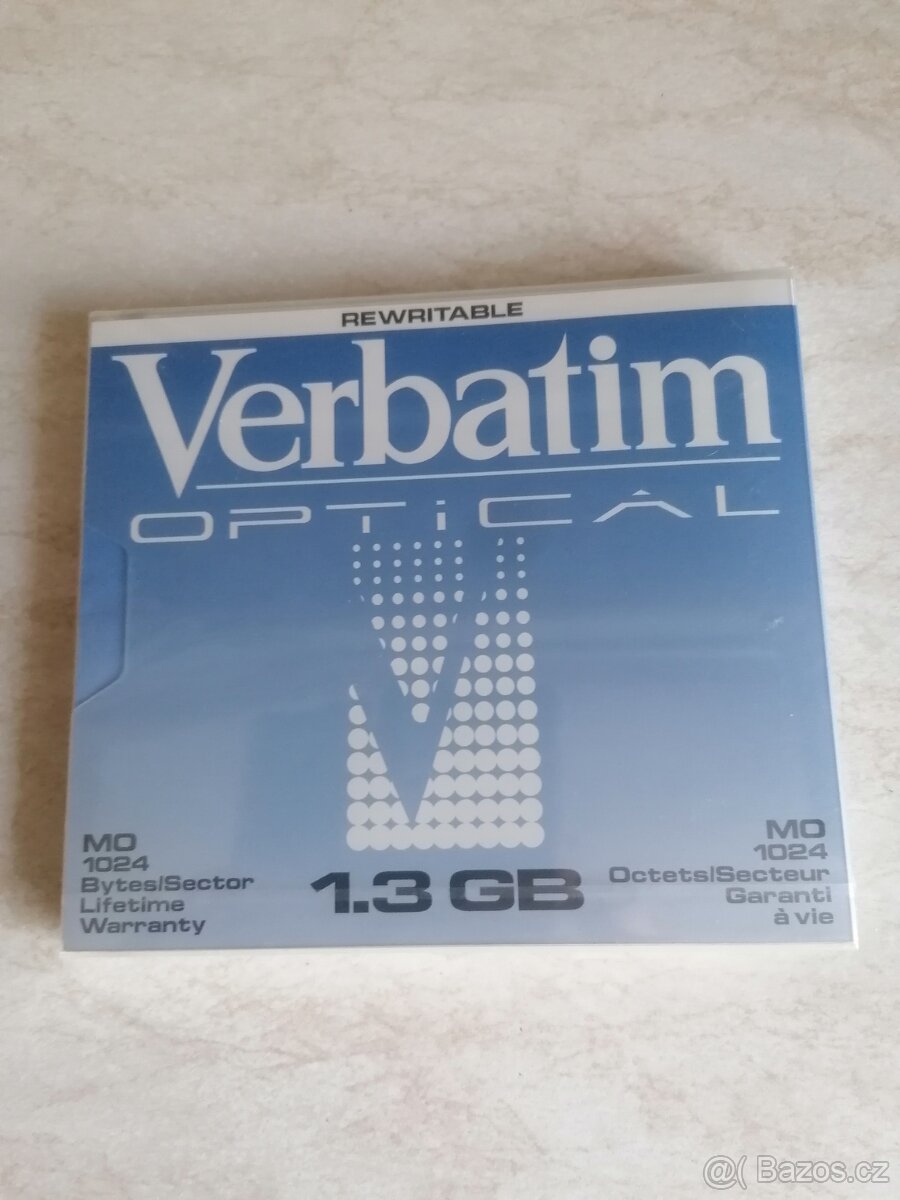 REWRITABLE
Verbatim
OPTiCAL
MO
1024
Bytes/Sector
Lifetime
Warranty
1.3 GB
MO
1024
Octets/Secteur
Garanti
à vie
@( Bazos.cz